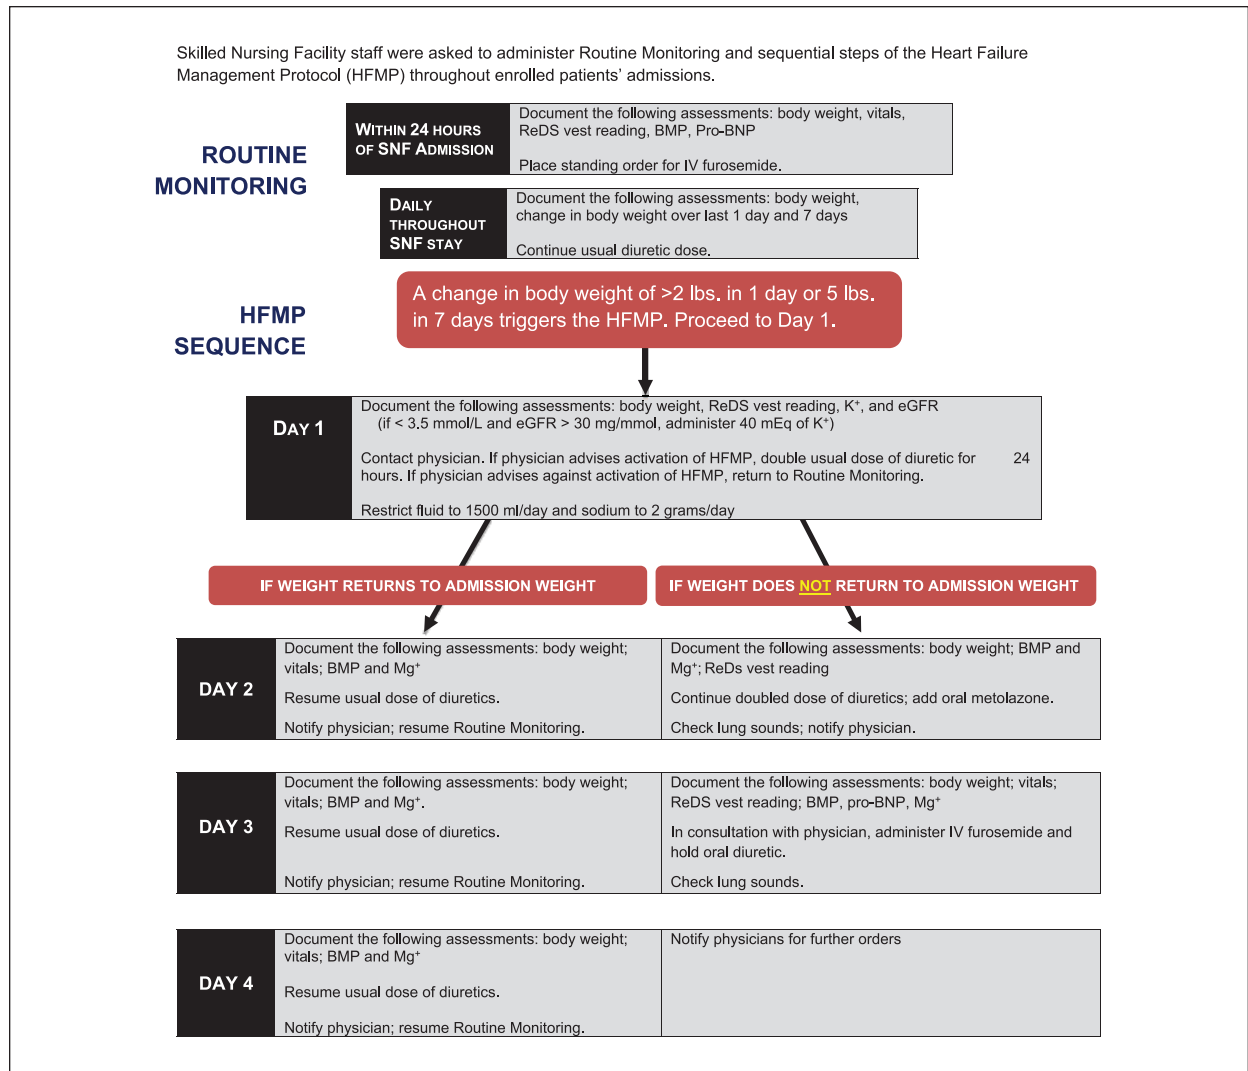 Skilled Nursing Facility staff were asked to administer Routine Monitoring and sequential steps of the Heart Failure
Management Protocol (HFMP) throughout enrolled patients' admissions.
ROUTINE
MONITORING
WITHIN 24 HOURS
OF SNF ADMISSION
Document the following assessments: body weight, vitals,
ReDS vest reading, BMP, Pro-BNP
Place standing order for IV furosemide.
DAILY
THROUGHOUT
SNF STAY
Document the following assessments: body weight,
change in body weight over last 1 day and 7 days
Continue usual diuretic dose.
HFMP
SEQUENCE
A change in body weight of >2 lbs. in 1 day or 5 lbs.
in 7 days triggers the HFMP. Proceed to Day 1.
DAY 1
Document the following assessments: body weight, ReDS vest reading, K⁺, and eGFR
(if < 3.5 mmol/L and eGFR > 30 mg/mmol, administer 40 mEq of K⁺)
Contact physician. If physician advises activation of HFMP, double usual dose of diuretic for 24
hours. If physician advises against activation of HFMP, return to Routine Monitoring.
Restrict fluid to 1500 ml/day and sodium to 2 grams/day
IF WEIGHT RETURNS TO ADMISSION WEIGHT
IF WEIGHT DOES NOT RETURN TO ADMISSION WEIGHT
DAY 2
Document the following assessments: body weight;
vitals; BMP and Mg⁺
Resume usual dose of diuretics.
Notify physician; resume Routine Monitoring.
Document the following assessments: body weight; BMP and
Mg⁺; ReDs vest reading
Continue doubled dose of diuretics; add oral metolazone.
Check lung sounds; notify physician.
DAY 3
Document the following assessments: body weight;
vitals; BMP and Mg⁺.
Resume usual dose of diuretics.
Notify physician; resume Routine Monitoring.
Document the following assessments: body weight; vitals;
ReDS vest reading; BMP, pro-BNP, Mg⁺
In consultation with physician, administer IV furosemide and
hold oral diuretic.
Check lung sounds.
DAY 4
Document the following assessments: body weight;
vitals; BMP and Mg⁺
Resume usual dose of diuretics.
Notify physician; resume Routine Monitoring.
Notify physicians for further orders